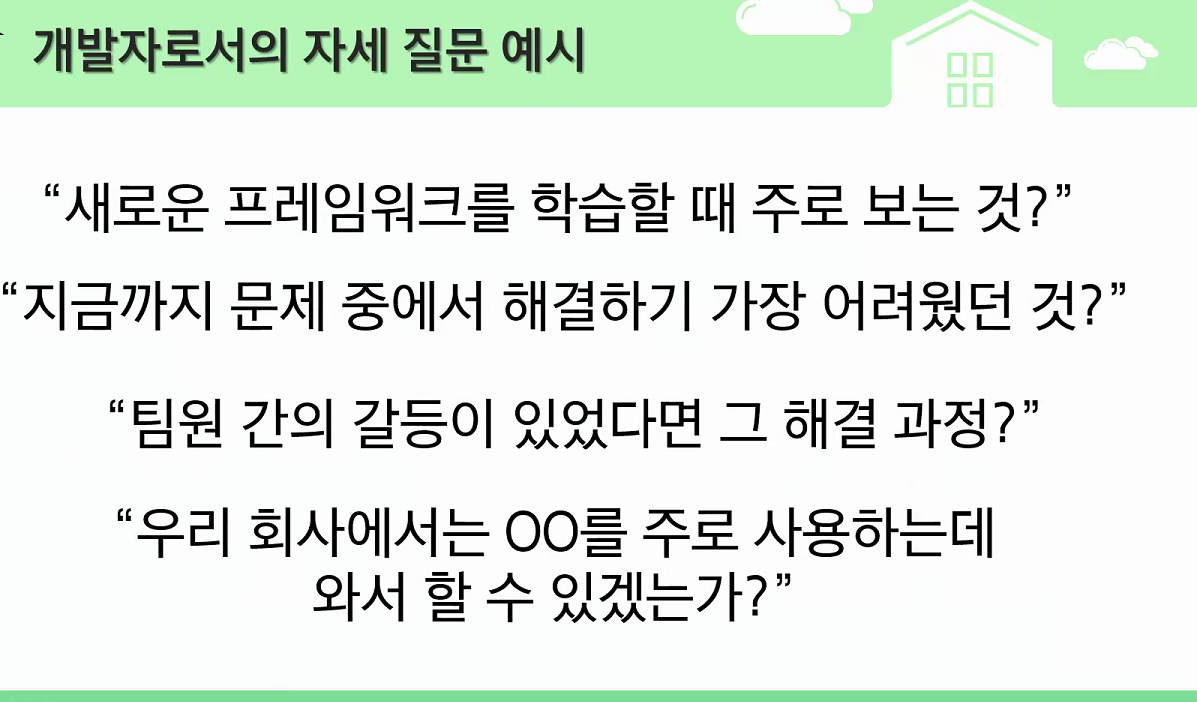 개발자로서의 자세 질문 예시
“새로운 프레임워크를 학습할 때 주로 보는 것?”
“지금까지 문제 중에서 해결하기 가장 어려웠던 것?”
“팀원 간의 갈등이 있었다면 그 해결 과정?”
“우리 회사에서는 OO를 주로 사용하는데
와서 할 수 있겠는가?”